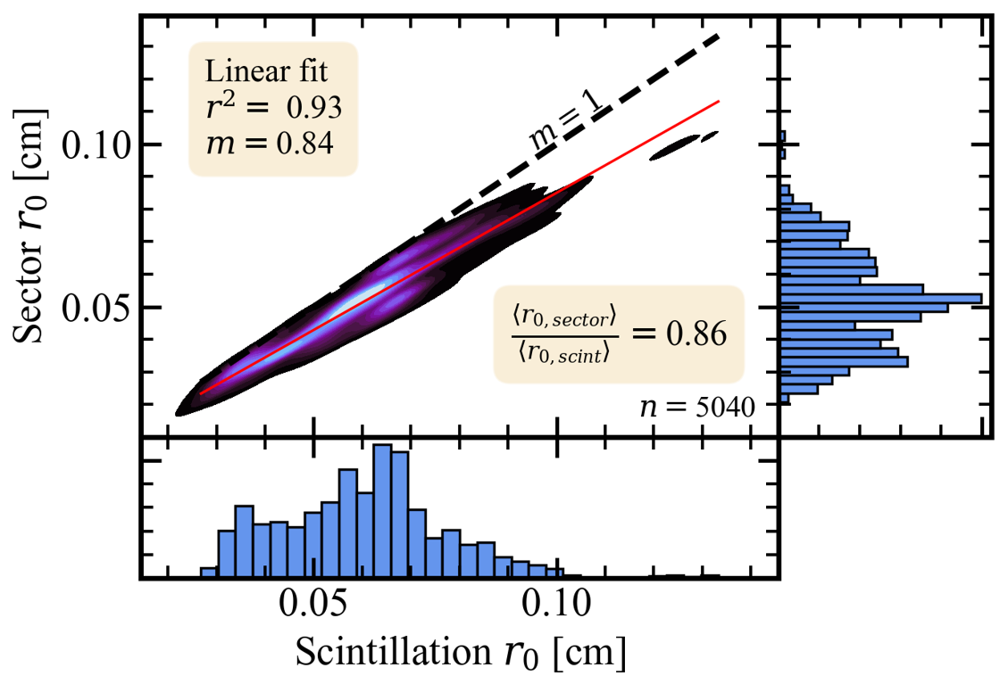 Linear fit
r² = 0.93
m = 0.84
m = 1
Sector r₀ [cm]
0.10
0.05
⟨r₀,sector⟩
/
⟨r₀,scint⟩ = 0.86
n = 5040
0.05 0.10
Scintillation r₀ [cm]